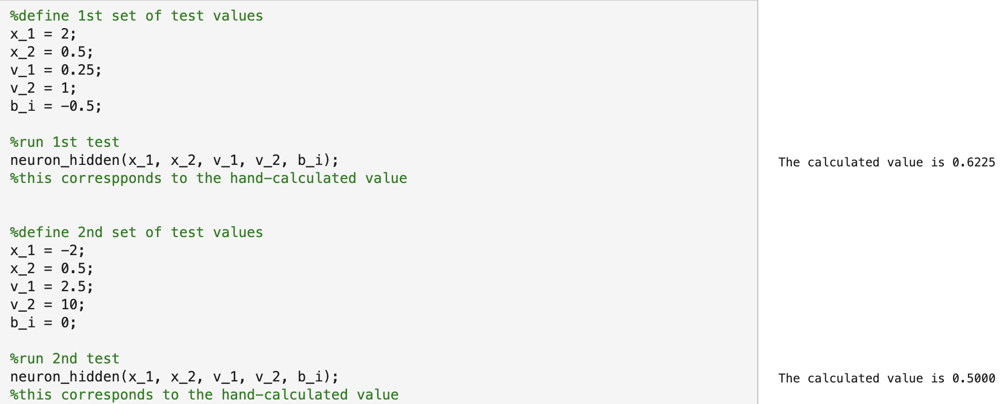 %define 1st set of test values
x_1 = 2;
x_2 = 0.5;
v_1 = 0.25;
v_2 = 1;
b_i = -0.5;
%run 1st test
neuron_hidden(x_1, x_2, v_1, v_2, b_i);
The calculated value is 0.6225
%this correspponds to the hand-calculated value
%define 2nd set of test values
x_1 = -2;
x_2 = 0.5;
v_1 = 2.5;
v_2 = 10;
b_i = 0;
%run 2nd test
neuron_hidden(x_1, x_2, v_1, v_2, b_i);
The calculated value is 0.5000
%this corresponds to the hand-calculated value